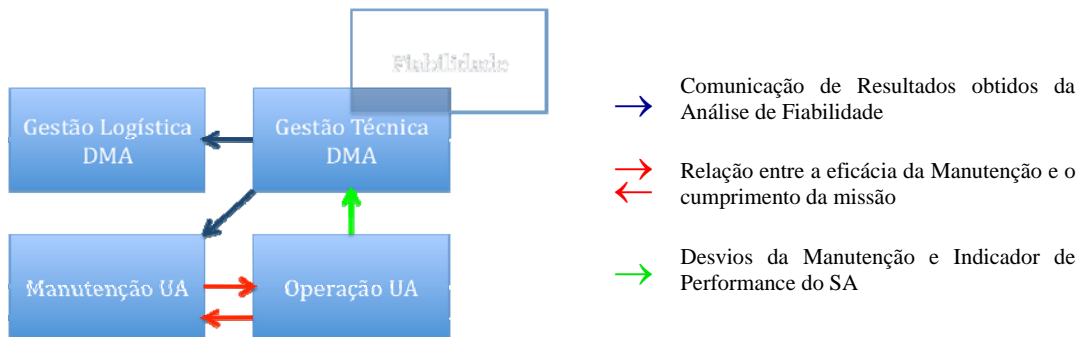 Fiabilidade
Gestão Logística
DMA
Gestão Técnica
DMA
Manutenção UA
Operação UA
Comunicação de Resultados obtidos da
Análise de Fiabilidade
Relação entre a eficácia da Manutenção e o
cumprimento da missão
Desvios da Manutenção e Indicador de
Performance do SA